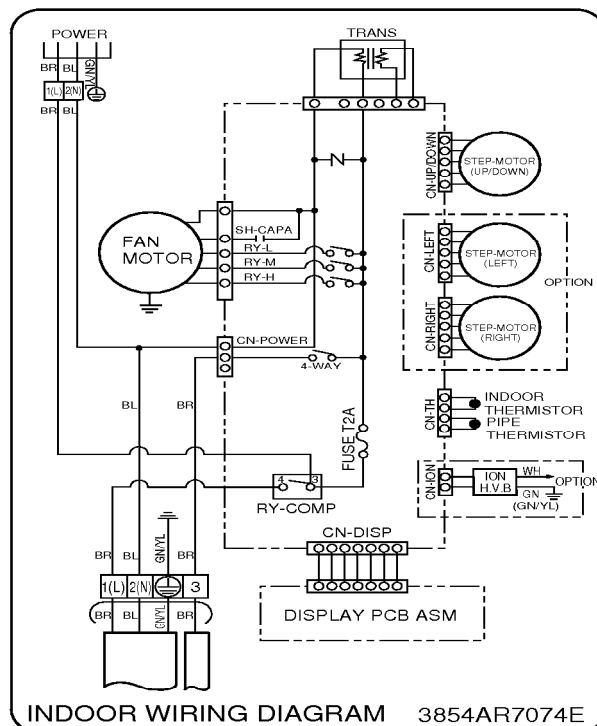 POWER
BR
BL
GN/YL
1(L) 2(N)
BR
BL
TRANS
N
CN-UP/DOWN
STEP-MOTOR
(UP/DOWN)
FAN
MOTOR
SH-CAPA
RY-L
RY-M
RY-H
CN-LEFT
STEP-MOTOR
(LEFT)
OPTION
CN-RIGHT
STEP-MOTOR
(RIGHT)
CN-POWER
4-WAY
BL
BR
CN-TH
INDOOR
THERMISTOR
PIPE
THERMISTOR
FUSE T2A
4 3
RY-COMP
CN-ION
ION
H.V.B
WH
OPTION
GN
(GN/YL)
CN-DISP
BR
BL
GN/YL
BR
1(L) 2(N) 3
BR
BL
GN/YL
BR
DISPLAY PCB ASM
INDOOR WIRING DIAGRAM 3854AR7074E